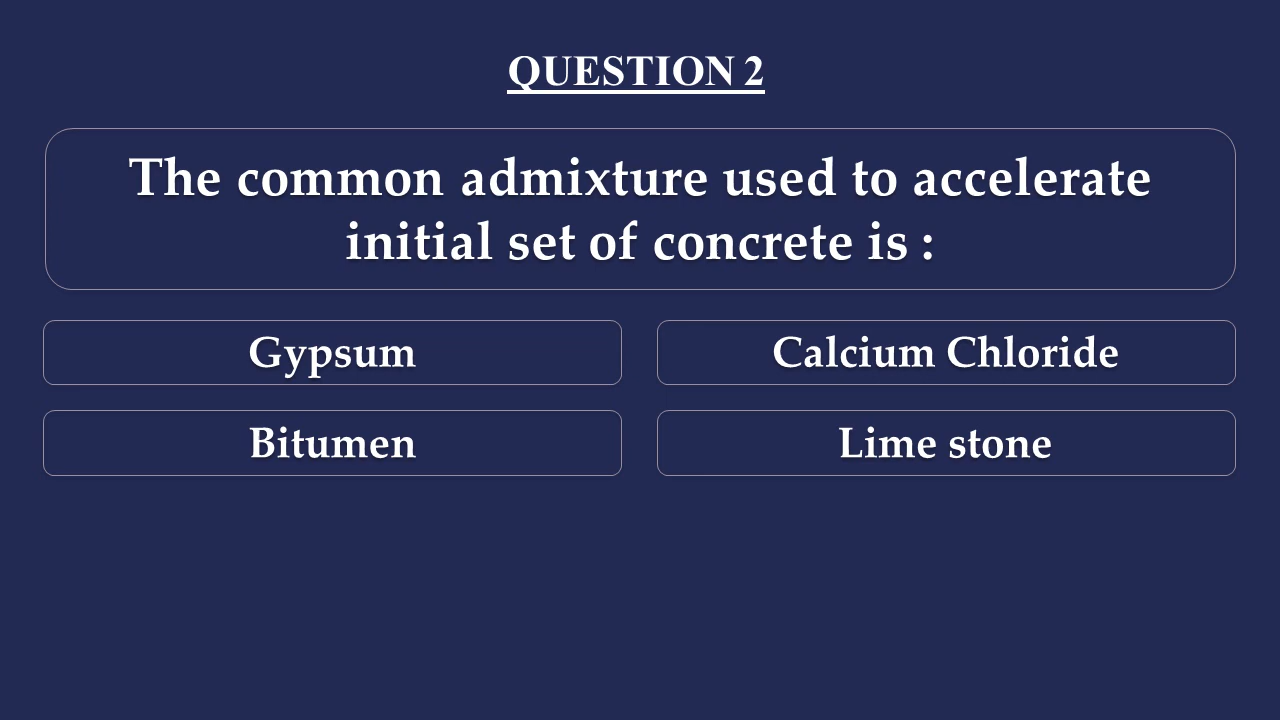 QUESTION 2
The common admixture used to accelerate
initial set of concrete is :
Gypsum
Calcium Chloride
Bitumen
Lime stone